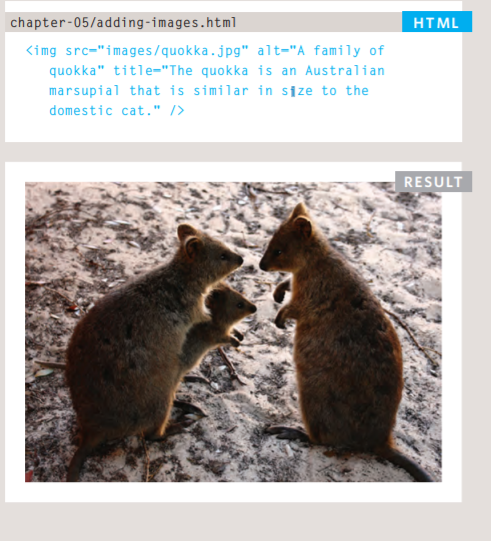 chapter-05/adding-images.html
HTML
<img src="images/quokka.jpg" alt="A family of
quokka" title="The quokka is an Australian
marsupial that is similar in size to the
domestic cat." />
RESULT